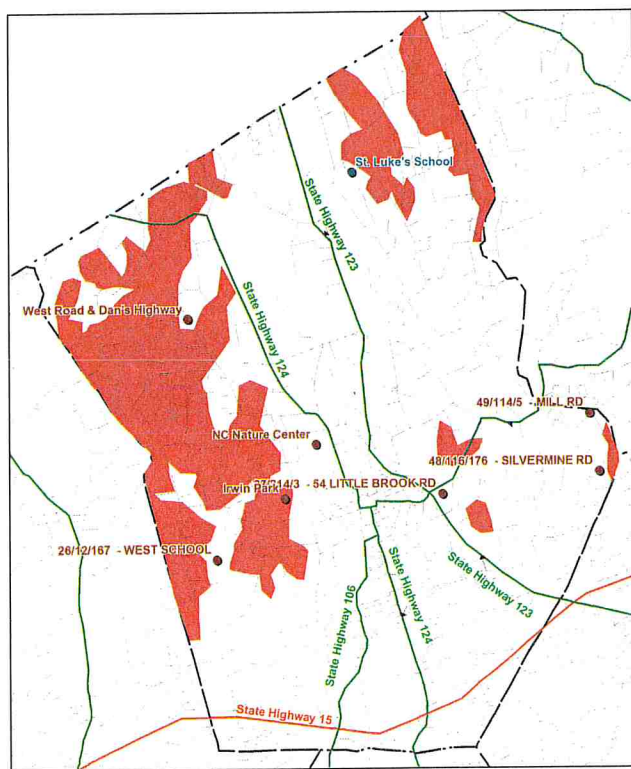 St. Luke's School
State Highway 123
West Road & Dan's Highway
State Highway 124
49/114/5 - MILL RD
NC Nature Center
48/116/176 - SILVERMINE RD
Irwin Park
/214/3 - 54 LITTLE BROOK RD
26/12/167 - WEST SCHOOL
State Highway 106
State Highway 124
State Highway 123
State Highway 15